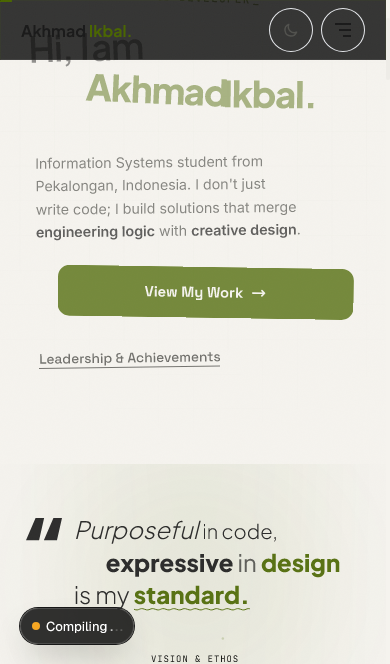 Akhmad Ikbal.
Hi, I am
AkhmadIkbal.
Information Systems student from
Pekalongan, Indonesia. I don't just
write code; I build solutions that merge
engineering logic with creative design.
View My Work →
Leadership & Achievements
“ Purposeful in code,
expressive in design
is my standard.
Compiling...
VISION & ETHOS